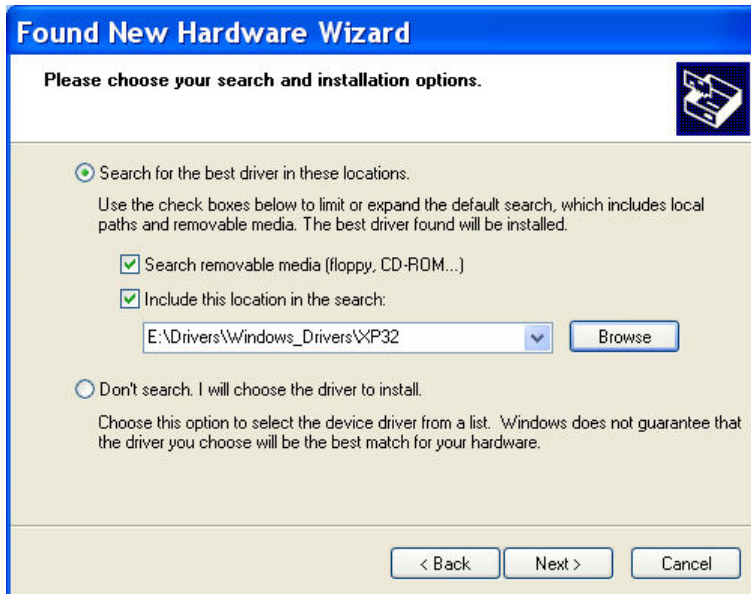 Found New Hardware Wizard
Please choose your search and installation options.
Search for the best driver in these locations.
Use the check boxes below to limit or expand the default search, which includes local
paths and removable media. The best driver found will be installed.
Search removable media (floppy, CD-ROM...)
Include this location in the search:
E:\Drivers\Windows_Drivers\XP32
Browse
Don't search. I will choose the driver to install.
Choose this option to select the device driver from a list. Windows does not guarantee that
the driver you choose will be the best match for your hardware.
< Back Next > Cancel